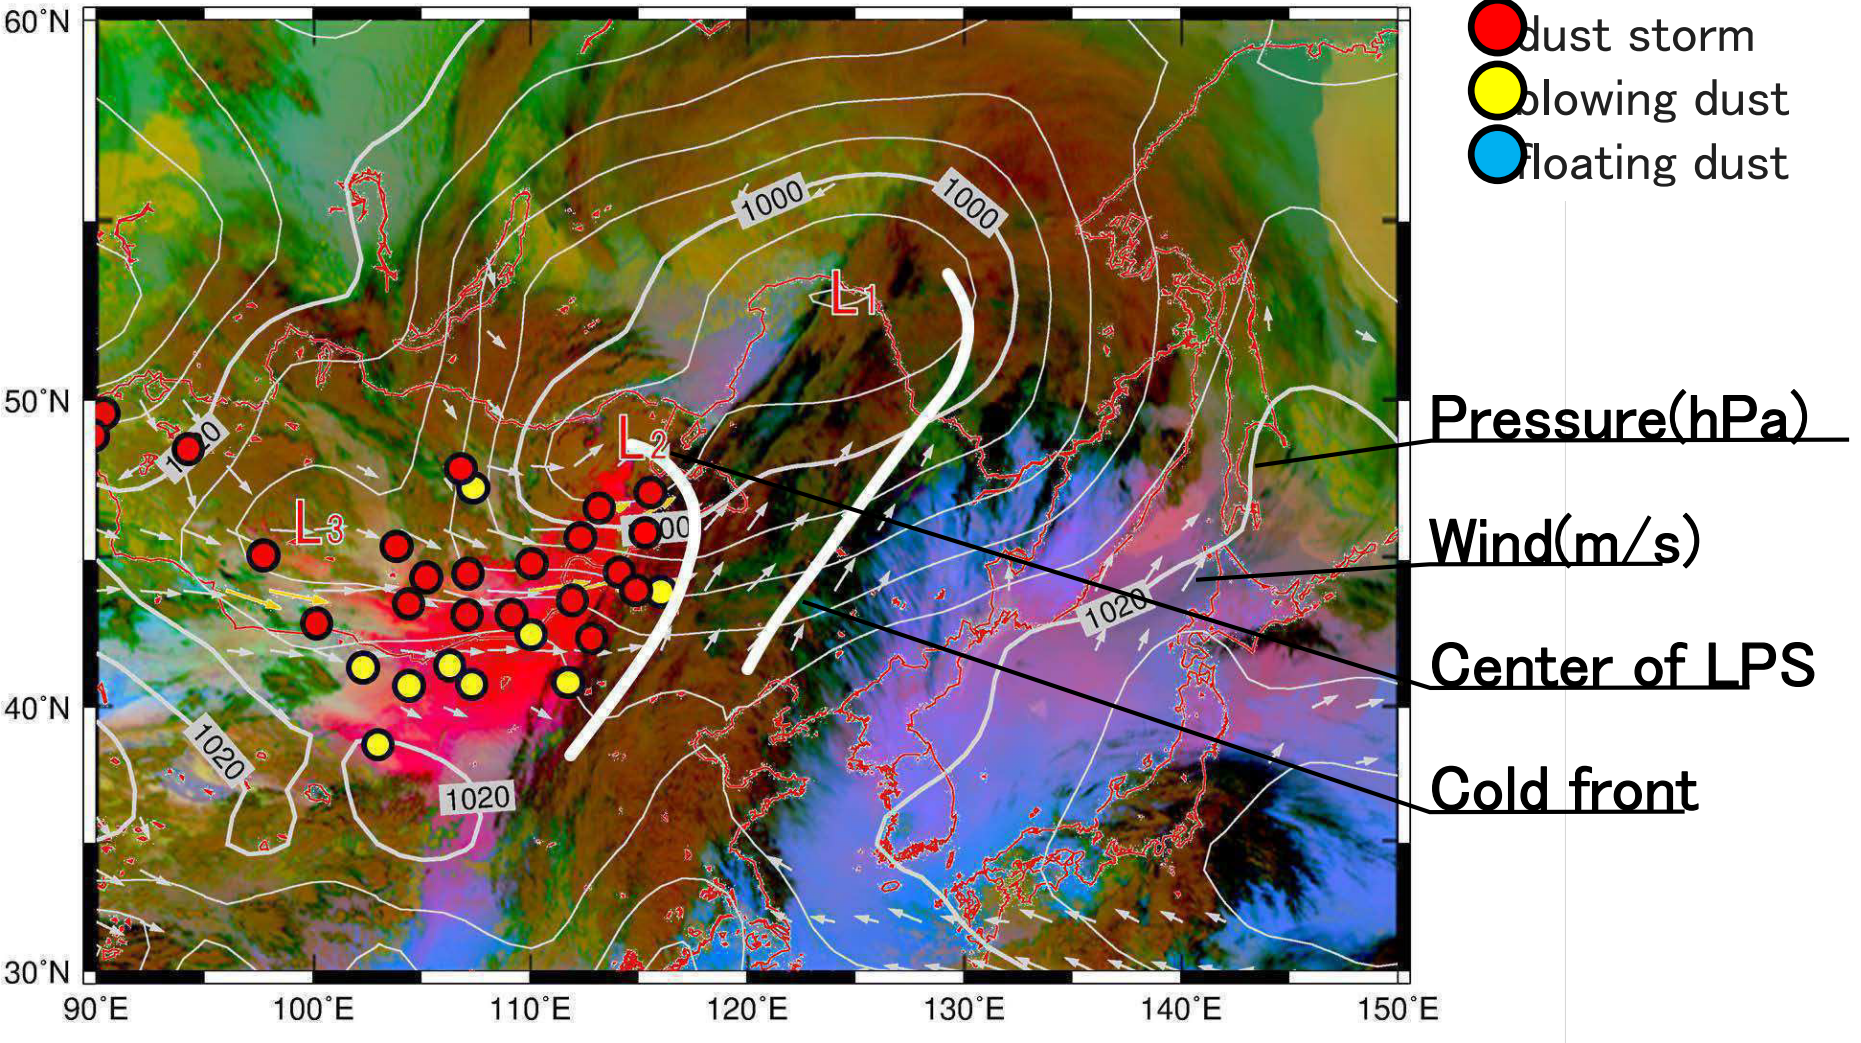 60°N
50°N
40°N
30°N
90°E
100°E
110°E
120°E
130°E
140°E
150°E
1000
1000
L1
L2
L3
1020
1020
1020
dust storm
blowing dust
floating dust
Pressure(hPa)
Wind(m/s)
Center of LPS
Cold front